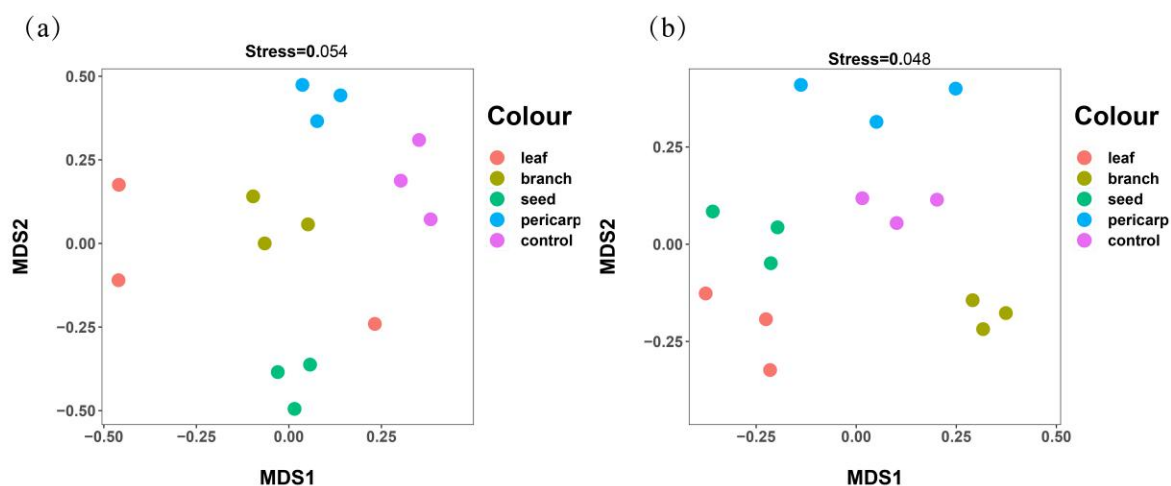 (a)
Stress=0.054
0.50
0.25
0.00
−0.25
−0.50
−0.50
−0.25
0.00
0.25
MDS2
MDS1
Colour
leaf
branch
seed
pericarp
control
(b)
Stress=0.048
0.25
0.00
−0.25
−0.25
0.00
0.25
0.50
MDS2
MDS1
Colour
leaf
branch
seed
pericarp
control